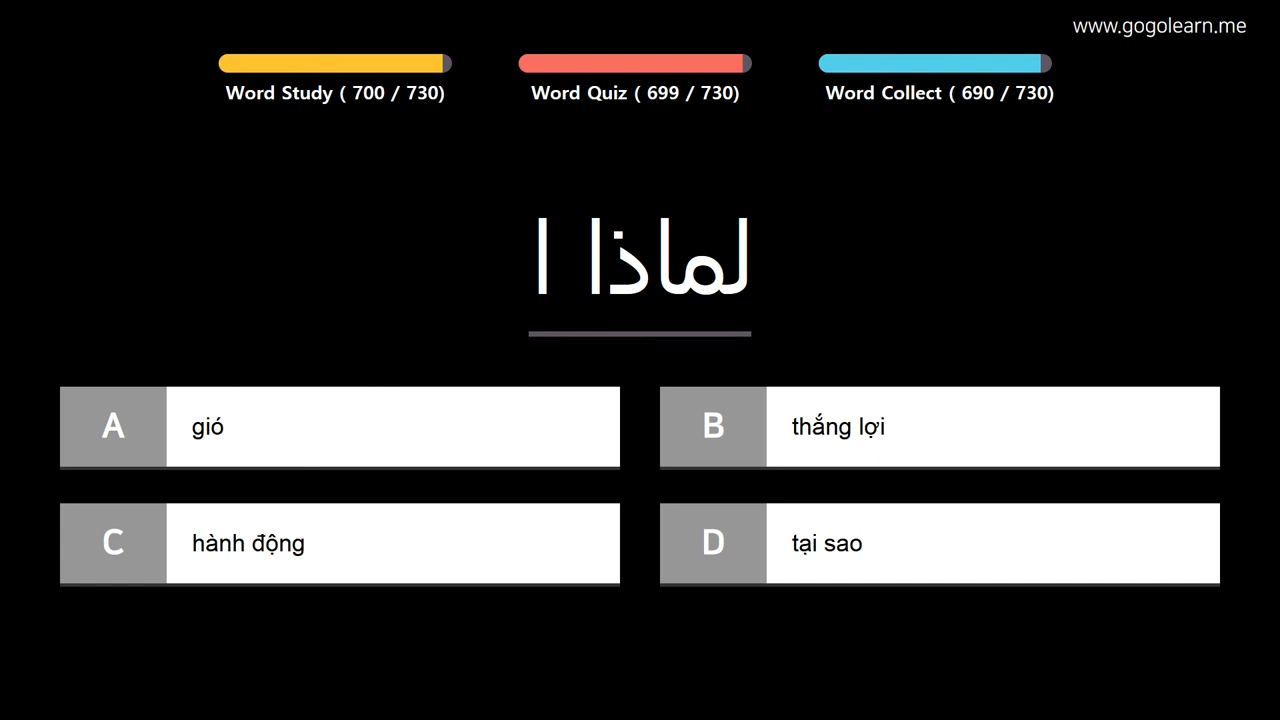 www.gogolearn.me
Word Study ( 700 / 730)
Word Quiz ( 699 / 730)
Word Collect ( 690 / 730)
لماذا ا
A gió
B thắng lợi
C hành động
D tại sao